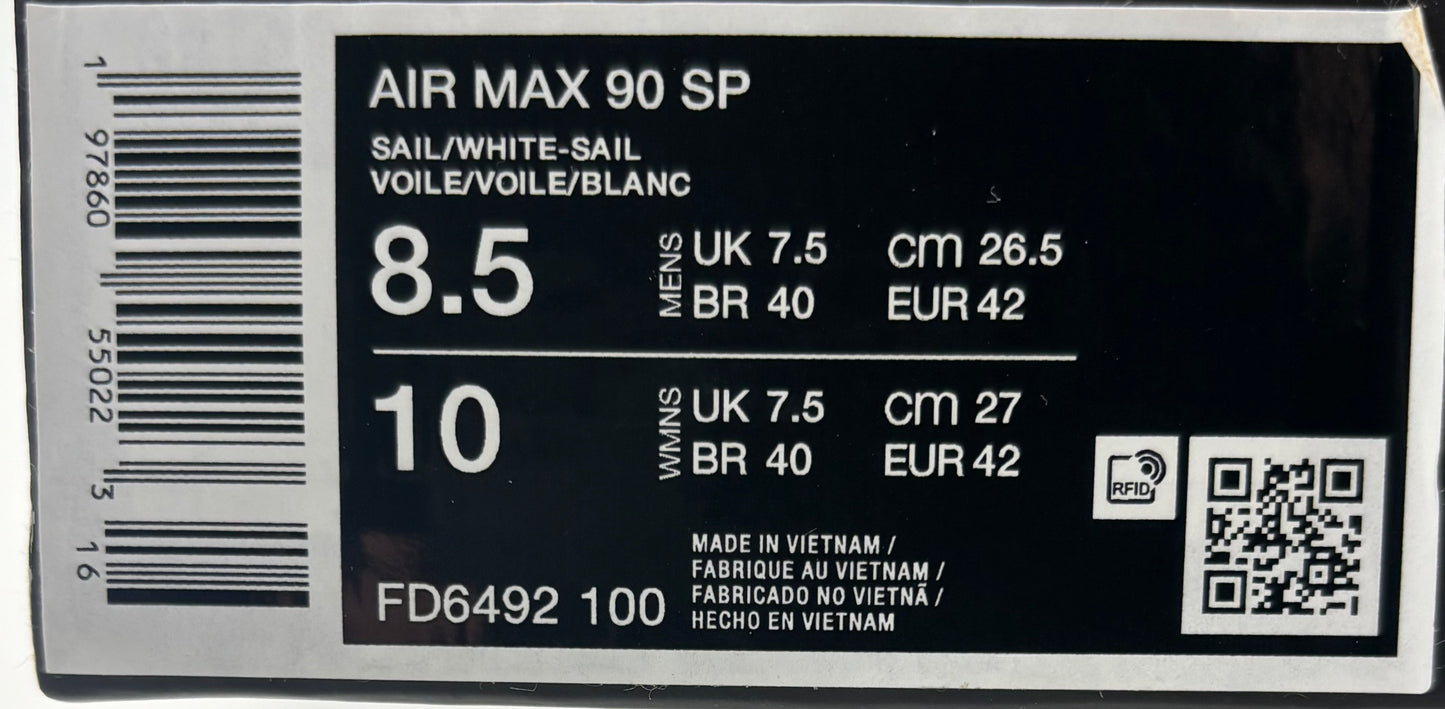 1 97860 55022 3 16
AIR MAX 90 SP
SAIL/WHITE-SAIL
VOILE/VOILE/BLANC
8.5
MENS
UK 7.5 cm 26.5
BR 40 EUR 42
10
WMNS
UK 7.5 cm 27
BR 40 EUR 42
RFID
FD6492 100
MADE IN VIETNAM /
FABRIQUE AU VIETNAM /
FABRICADO NO VIETNÃ /
HECHO EN VIETNAM